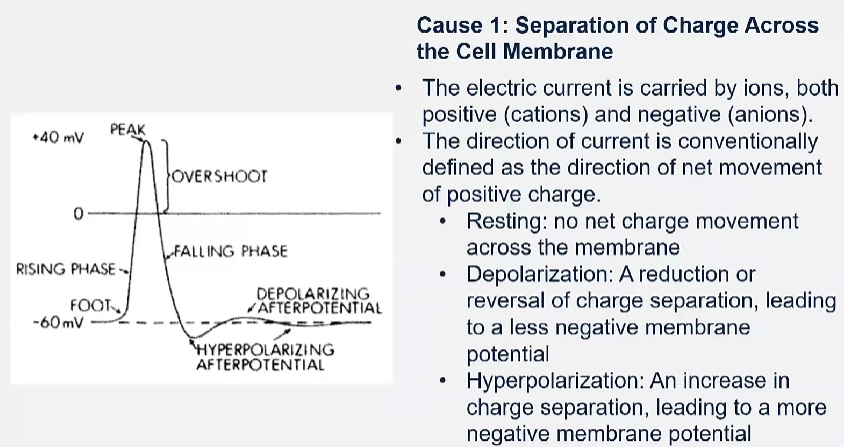 +40 mV
PEAK
OVERSHOOT
0
FALLING PHASE
RISING PHASE
DEPOLARIZING
AFTERPOTENTIAL
FOOT
-60mV
HYPERPOLARIZING
AFTERPOTENTIAL
Cause 1: Separation of Charge Across
the Cell Membrane
• The electric current is carried by ions, both
positive (cations) and negative (anions).
• The direction of current is conventionally
defined as the direction of net movement
of positive charge.
• Resting: no net charge movement
across the membrane
• Depolarization: A reduction or
reversal of charge separation, leading
to a less negative membrane
potential
• Hyperpolarization: An increase in
charge separation, leading to a more
negative membrane potential